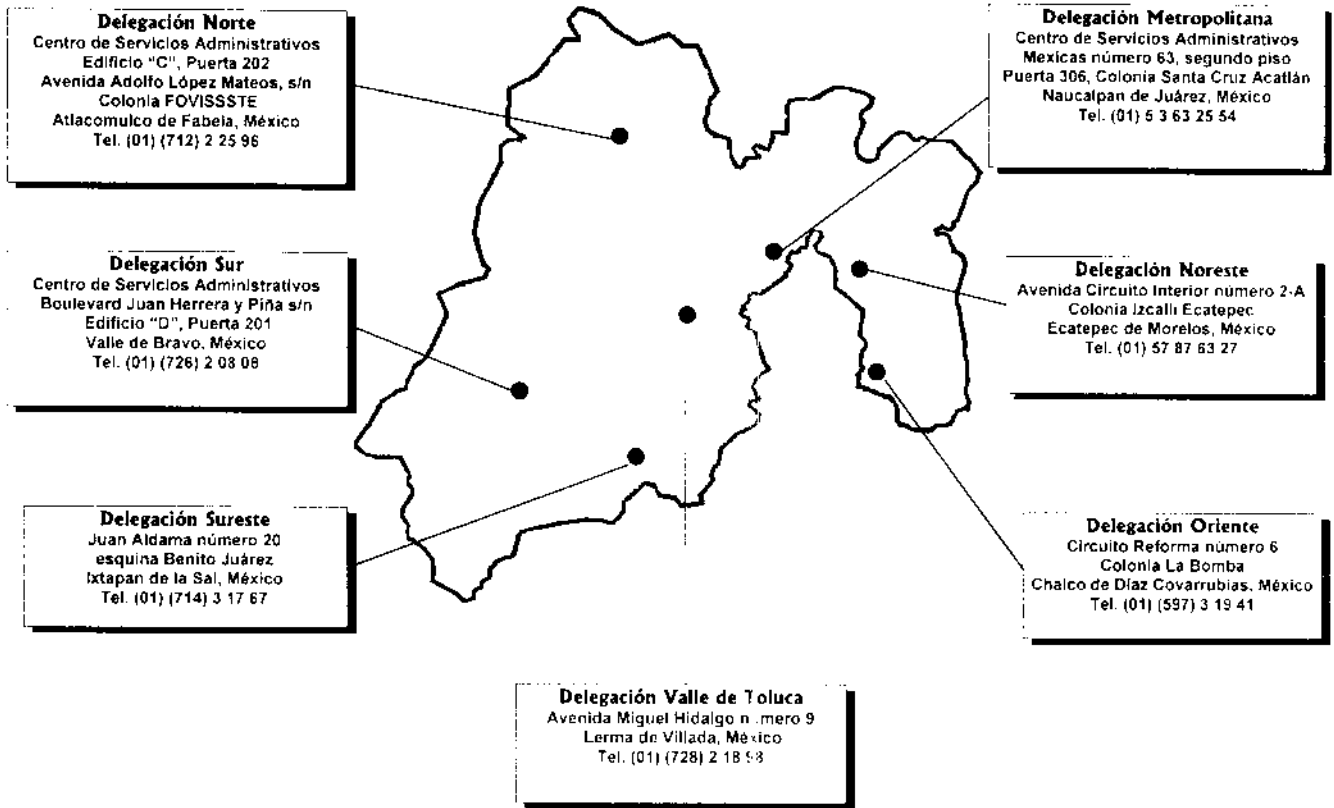 Delegación Norte
Centro de Servicios Administrativos
Edificio "C", Puerta 202
Avenida Adolfo López Mateos, s/n
Colonia FOVISSSTE
Atlacomulco de Fabela, México
Tel. (01) (712) 2 25 96
Delegación Metropolitana
Centro de Servicios Administrativos
Mexicas número 63, segundo piso
Puerta 306, Colonia Santa Cruz Acatlán
Naucalpan de Juárez, México
Tel. (01) 5 3 63 25 54
Delegación Sur
Centro de Servicios Administrativos
Boulevard Juan Herrera y Piña s/n
Edificio "D", Puerta 201
Valle de Bravo, México
Tel. (01) (726) 2 08 08
Delegación Noreste
Avenida Circuito Interior número 2-A
Colonia Izcalli Ecatepec
Ecatepec de Morelos, México
Tel. (01) 57 87 63 27
Delegación Sureste
Juan Aldama número 20
esquina Benito Juárez
Ixtapan de la Sal, México
Tel. (01) (714) 3 17 67
Delegación Oriente
Circuito Reforma número 6
Colonia La Bomba
Chalco de Díaz Covarrubias, México
Tel. (01) (597) 3 19 41
Delegación Valle de Toluca
Avenida Miguel Hidalgo número 9
Lerma de Villada, México
Tel. (01) (728) 2 18